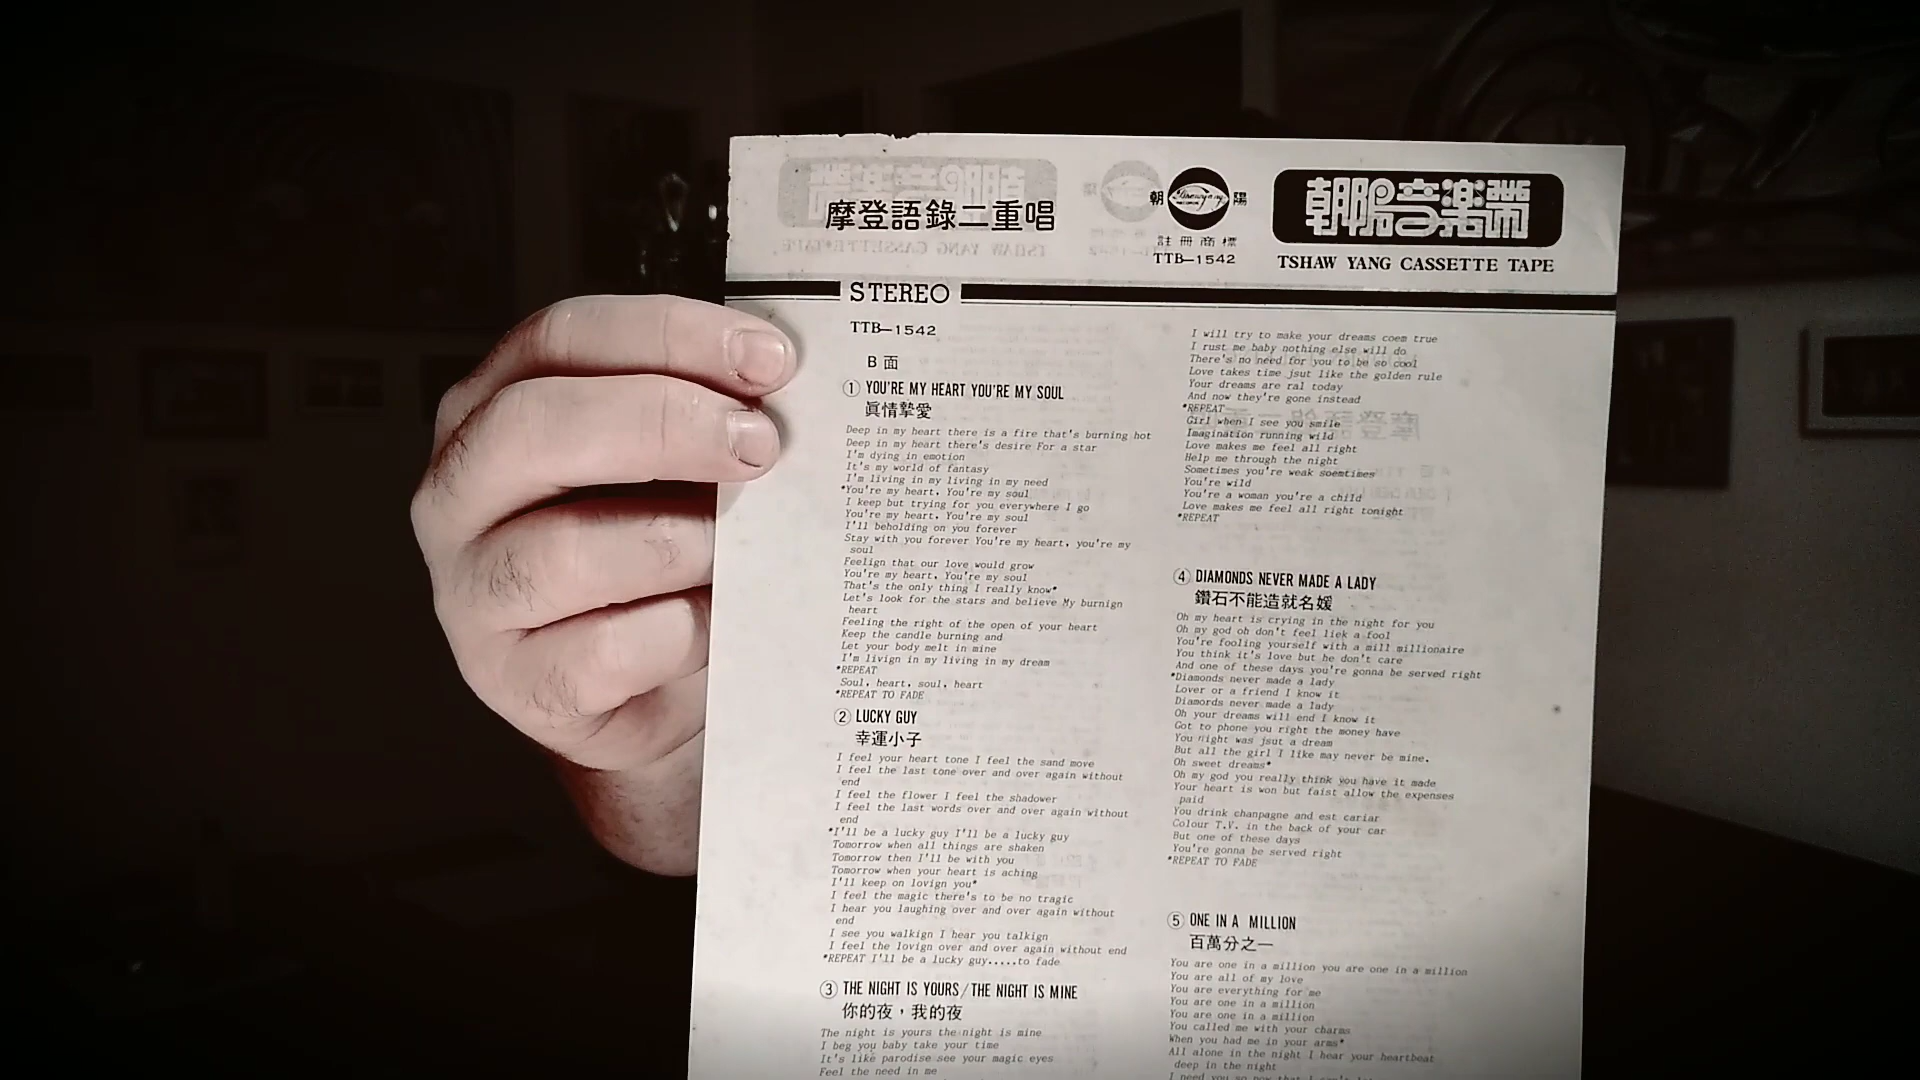 摩登語錄二重唱
朝 陽
註冊商標
TTB—1542
朝陽音楽帶
TSHAW YANG CASSETTE TAPE
STEREO
TTB—1542
B 面
① YOU'RE MY HEART YOU'RE MY SOUL
眞情摯愛
Deep in my heart there is a fire that's burning hot
Deep in my heart there's desire For a star
I'm dying in emotion
It's my world of fantasy
I'm living in my living in my need
*You're my heart. You're my soul
I keep but trying for you everywhere I go
You're my heart. You're my soul
I'll beholding on you forever
Stay with you forever You're my heart, you're my
soul
Feelign that our love would grow
You're my heart. You're my soul
That's the only thing I really know*
Let's look for the stars and believe My burnign
heart
Feeling the right of the open of your heart
Keep the candle burning and
Let your body melt in mine
I'm livign in my living in my dream
*REPEAT
Soul, heart, soul, heart
*REPEAT TO FADE
② LUCKY GUY
幸運小子
I feel your heart tone I feel the sand move
I feel the last tone over and over again without
end
I feel the flower I feel the shadower
I feel the last words over and over again without
end
*I'll be a lucky guy I'll be a lucky guy
Tomorrow when all things are shaken
Tomorrow then I'll be with you
Tomorrow when your heart is aching
I'll keep on lovign you*
I feel the magic there's to be no tragic
I hear you laughing over and over again without
end
I see you walkign I hear you talkign
I feel the lovign over and over again without end
*REPEAT I'll be a lucky guy.....to fade
③ THE NIGHT IS YOURS/THE NIGHT IS MINE
你的夜，我的夜
The night is yours the night is mine
I beg you baby take your time
It's like parodise see your magic eyes
Feel the need in me
I will try to make your dreams coem true
I rust me baby nothing else will do
There's no need for you to be so cool
Love takes time jsut like the golden rule
Your dreams are ral today
And now they're gone instead
*REPEAT
Girl when I see you smile
Imagination running wild
Love makes me feel all right
Help me through the night
Sometimes you're weak soemtimes
You're wild
You're a woman you're a child
Love makes me feel all right tonight
*REPEAT
④ DIAMONDS NEVER MADE A LADY
鑽石不能造就名媛
Oh my heart is crying in the night for you
Oh my god oh don't feel liek a fool
You're fooling yourself with a mill millionaire
You think it's love but he don't care
And one of these days you're gonna be served right
*Diamonds never made a lady
Lover or a friend I know it
Diamords never made a lady
Oh your dreams will end I know it
Got to phone you right the money have
You night was jsut a dream
But all the girl I like may never be mine.
Oh sweet dreams*
Oh my god you really think you have it made
Your heart is won but faist allow the expenses
paid
You drink chanpagne and est cariar
Colour T.V. in the back of your car
But one of these days
You're gonna be served right
*REPEAT TO FADE
⑤ ONE IN A MILLION
百萬分之一
You are one in a million you are one in a million
You are all of my love
You are everything for me
You are one in a million
You are one in a million
You called me with your charms
When you had me in your arms*
All alone in the night I hear your heartbeat
deep in the night